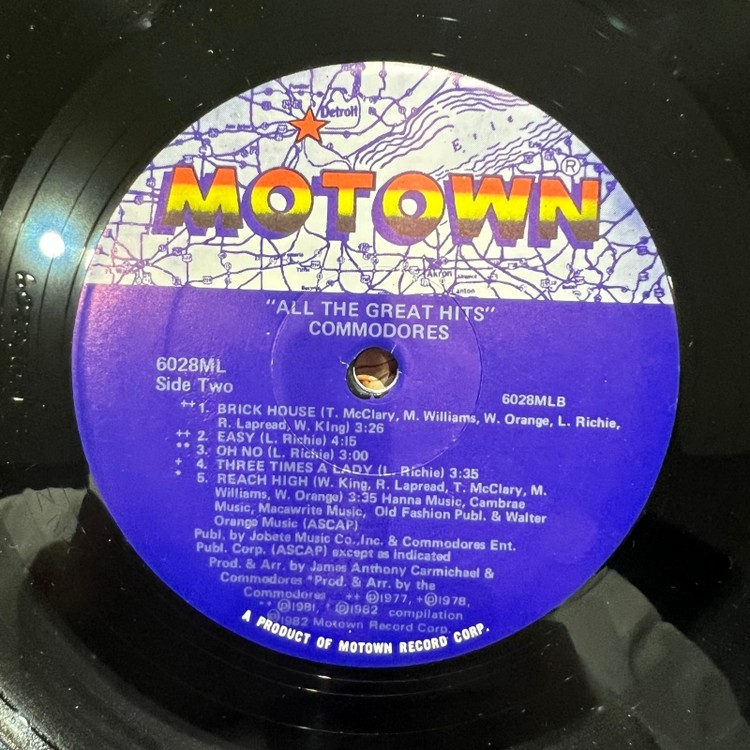 Detroit
Erie
Erie
MOTOWN®
Akron
"ALL THE GREAT HITS"
COMMODORES
6028ML
Side Two
6028MLB
++ 1. BRICK HOUSE (T. McClary, M. Williams, W. Orange, L. Richie,
R. Lapread, W. KIng) 3:26
++ 2. EASY (L. Richie) 4:15
** 3. OH NO (L. Richie) 3:00
+ 4. THREE TIMES A LADY (L. Richie) 3:35
* 5. REACH HIGH (W. King, R. Lapread, T. McClary, M.
Williams, W. Orange) 3:35 Hanna Music, Cambrae
Music, Macawrite Music, Old Fashion Publ. & Walter
Orange Music (ASCAP)
Publ. by Jobete Music Co.,Inc. & Commodores Ent.
Publ. Corp. (ASCAP) except as indicated
Prod. & Arr. by James Anthony Carmichael &
Commodores *Prod. & Arr. by the
Commodores ++ ℗1977, +℗1978,
** ℗1981, * ℗1982 compilation
℗1982 Motown Record Corp.
A PRODUCT OF MOTOWN RECORD CORP.